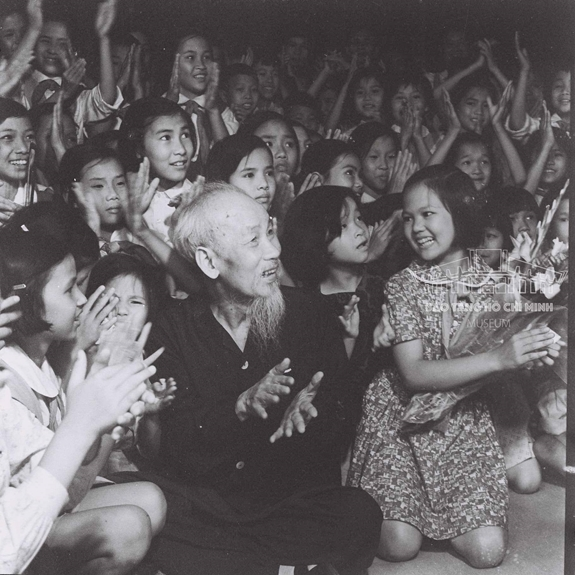 BẢO TÀNG HỒ CHÍ MINH
MUSEUM